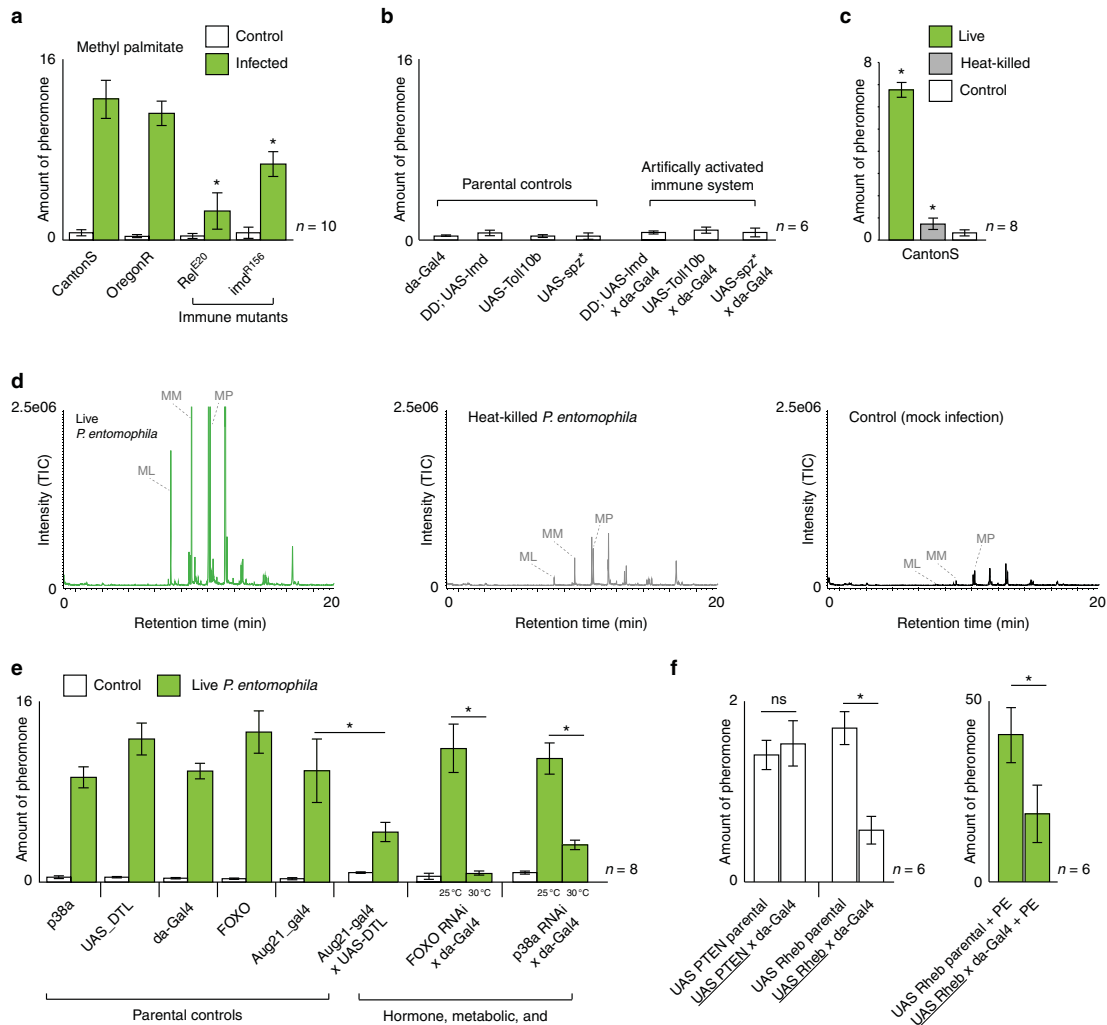 a
Methyl palmitate
Control
Infected
16
0
Amount of pheromone
*
*
n = 10
CantonS
OregonR
Rel^E20
imd^R156
Immune mutants
b
16
0
Amount of pheromone
Parental controls
Artifically activated
immune system
n = 6
da-Gal4
DD; UAS-Imd
UAS-Toll10b
UAS-spz*
DD; UAS-Imd
x da-Gal4
UAS-Toll10b
x da-Gal4
UAS-spz*
x da-Gal4
c
Live
Heat-killed
Control
8
0
Amount of pheromone
*
*
n = 8
CantonS
d
2.5e06
0
Intensity (TIC)
Live
P. entomophila
ML
MM
MP
0
20
Retention time (min)
2.5e06
0
Intensity (TIC)
Heat-killed P. entomophila
ML
MM
MP
0
20
Retention time (min)
2.5e06
0
Intensity (TIC)
Control (mock infection)
ML
MM
MP
0
20
Retention time (min)
e
Control
Live P. entomophila
16
0
Amount of pheromone
*
*
*
n = 8
25 °C 30 °C
25 °C 30 °C
p38a
UAS_DTL
da-Gal4
FOXO
Aug21_gal4
Aug21-gal4
x UAS-DTL
FOXO RNAi
x da-Gal4
p38a RNAi
x da-Gal4
Parental controls
Hormone, metabolic, and
f
2
0
Amount of pheromone
ns
*
n = 6
UAS PTEN parental
UAS PTEN x da-Gal4
UAS Rheb parental
UAS Rheb x da-Gal4
50
0
Amount of pheromone
*
n = 6
UAS Rheb parental + PE
UAS Rheb x da-Gal4 + PE